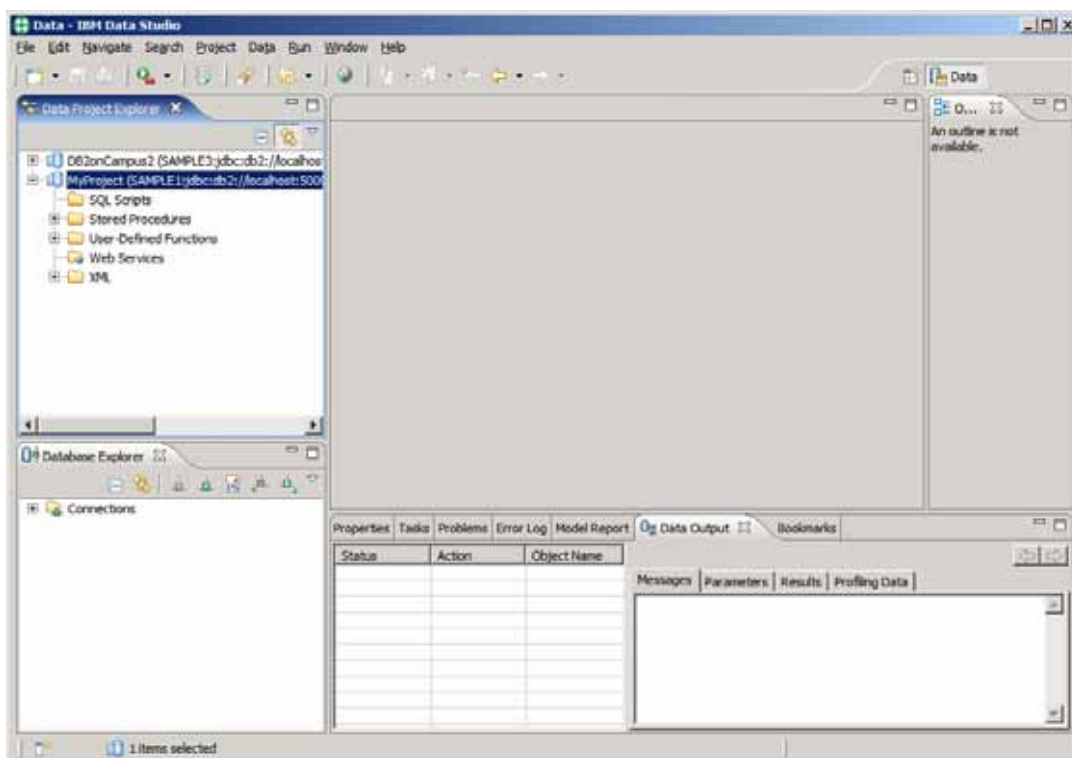 Data - IBM Data Studio
File Edit Navigate Search Project Data Run Window Help
Data
Data Project Explorer
O...
An outline is not
available.
DB2onCampus2 (SAMPLE3:jdbc:db2://localhos
MyProject (SAMPLE1:jdbc:db2://localhost:500
SQL Scripts
Stored Procedures
User-Defined Functions
Web Services
XML
Database Explorer
Connections
Properties Tasks Problems Error Log Model Report Data Output Bookmarks
Status Action Object Name
Messages Parameters Results Profiling Data
1 items selected